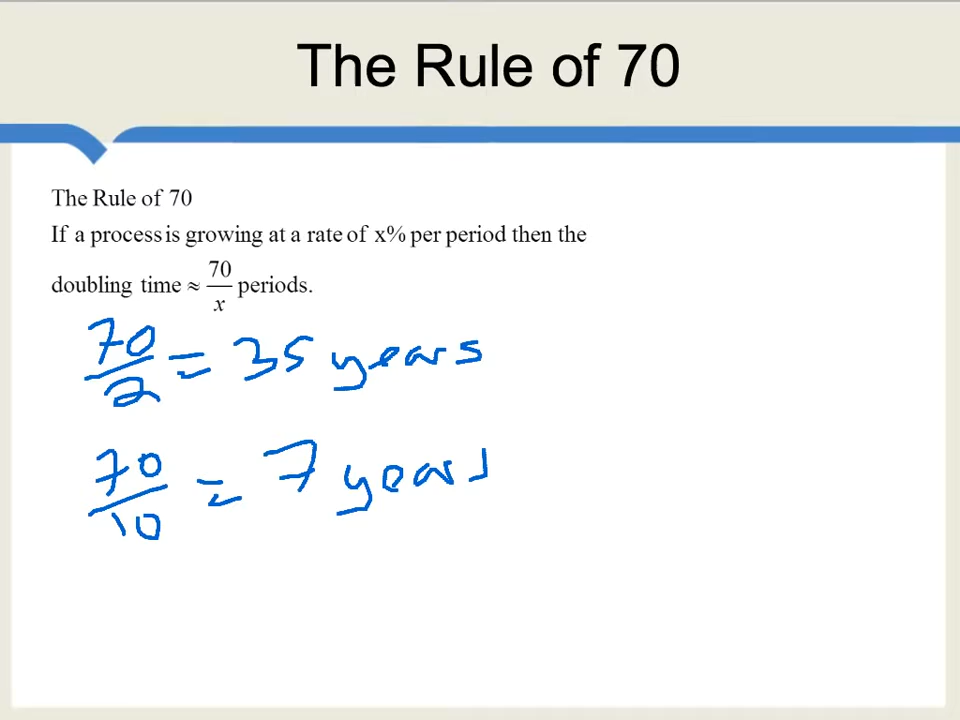 The Rule of 70
The Rule of 70
If a process is growing at a rate of x% per period then the
doubling time ≈ 70/x periods.
70/2 = 35 years
70/10 = 7 years